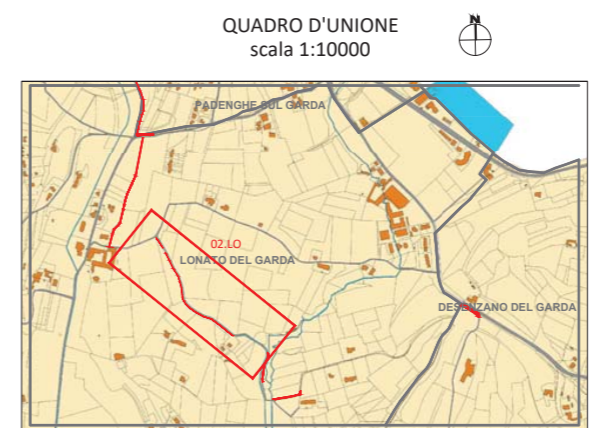 QUADRO D'UNIONE
scala 1:10000
N
PADENGHE SUL GARDA
02.LO
LONATO DEL GARDA
DESENZANO DEL GARDA